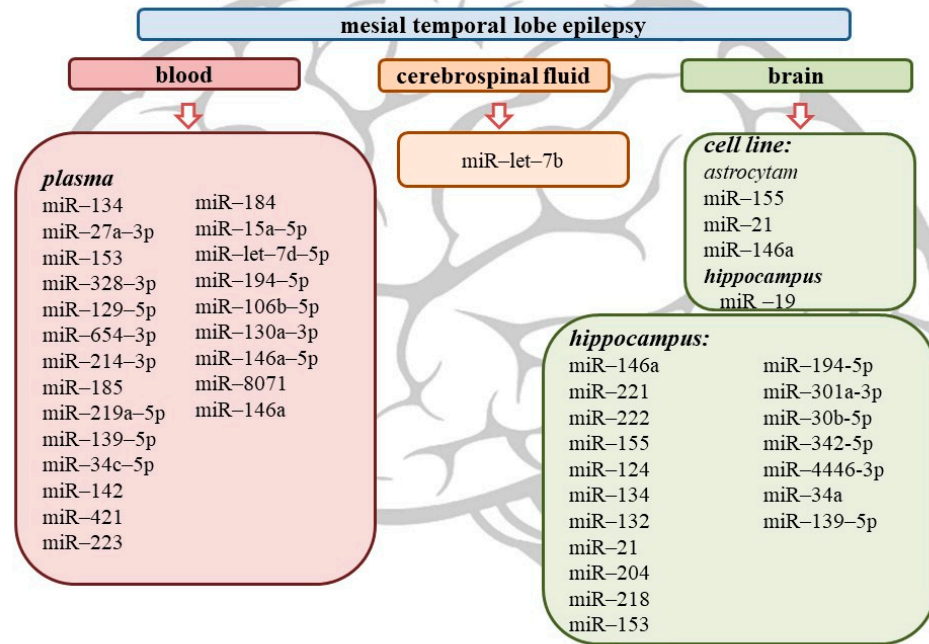 mesial temporal lobe epilepsy
blood
cerebrospinal fluid
brain
plasma
miR–134
miR–27a–3p
miR–153
miR–328–3p
miR–129–5p
miR–654–3p
miR–214–3p
miR–185
miR–219a–5p
miR–139–5p
miR–34c–5p
miR–142
miR–421
miR–223
miR–184
miR–15a–5p
miR–let–7d–5p
miR–194–5p
miR–106b–5p
miR–130a–3p
miR–146a–5p
miR–8071
miR–146a
miR–let–7b
cell line:
astrocytam
miR–155
miR–21
miR–146a
hippocampus
miR –19
hippocampus:
miR–146a
miR–221
miR–222
miR–155
miR–124
miR–134
miR–132
miR–21
miR–204
miR–218
miR–153
miR–194-5p
miR–301a-3p
miR–30b-5p
miR–342-5p
miR–4446-3p
miR–34a
miR–139–5p